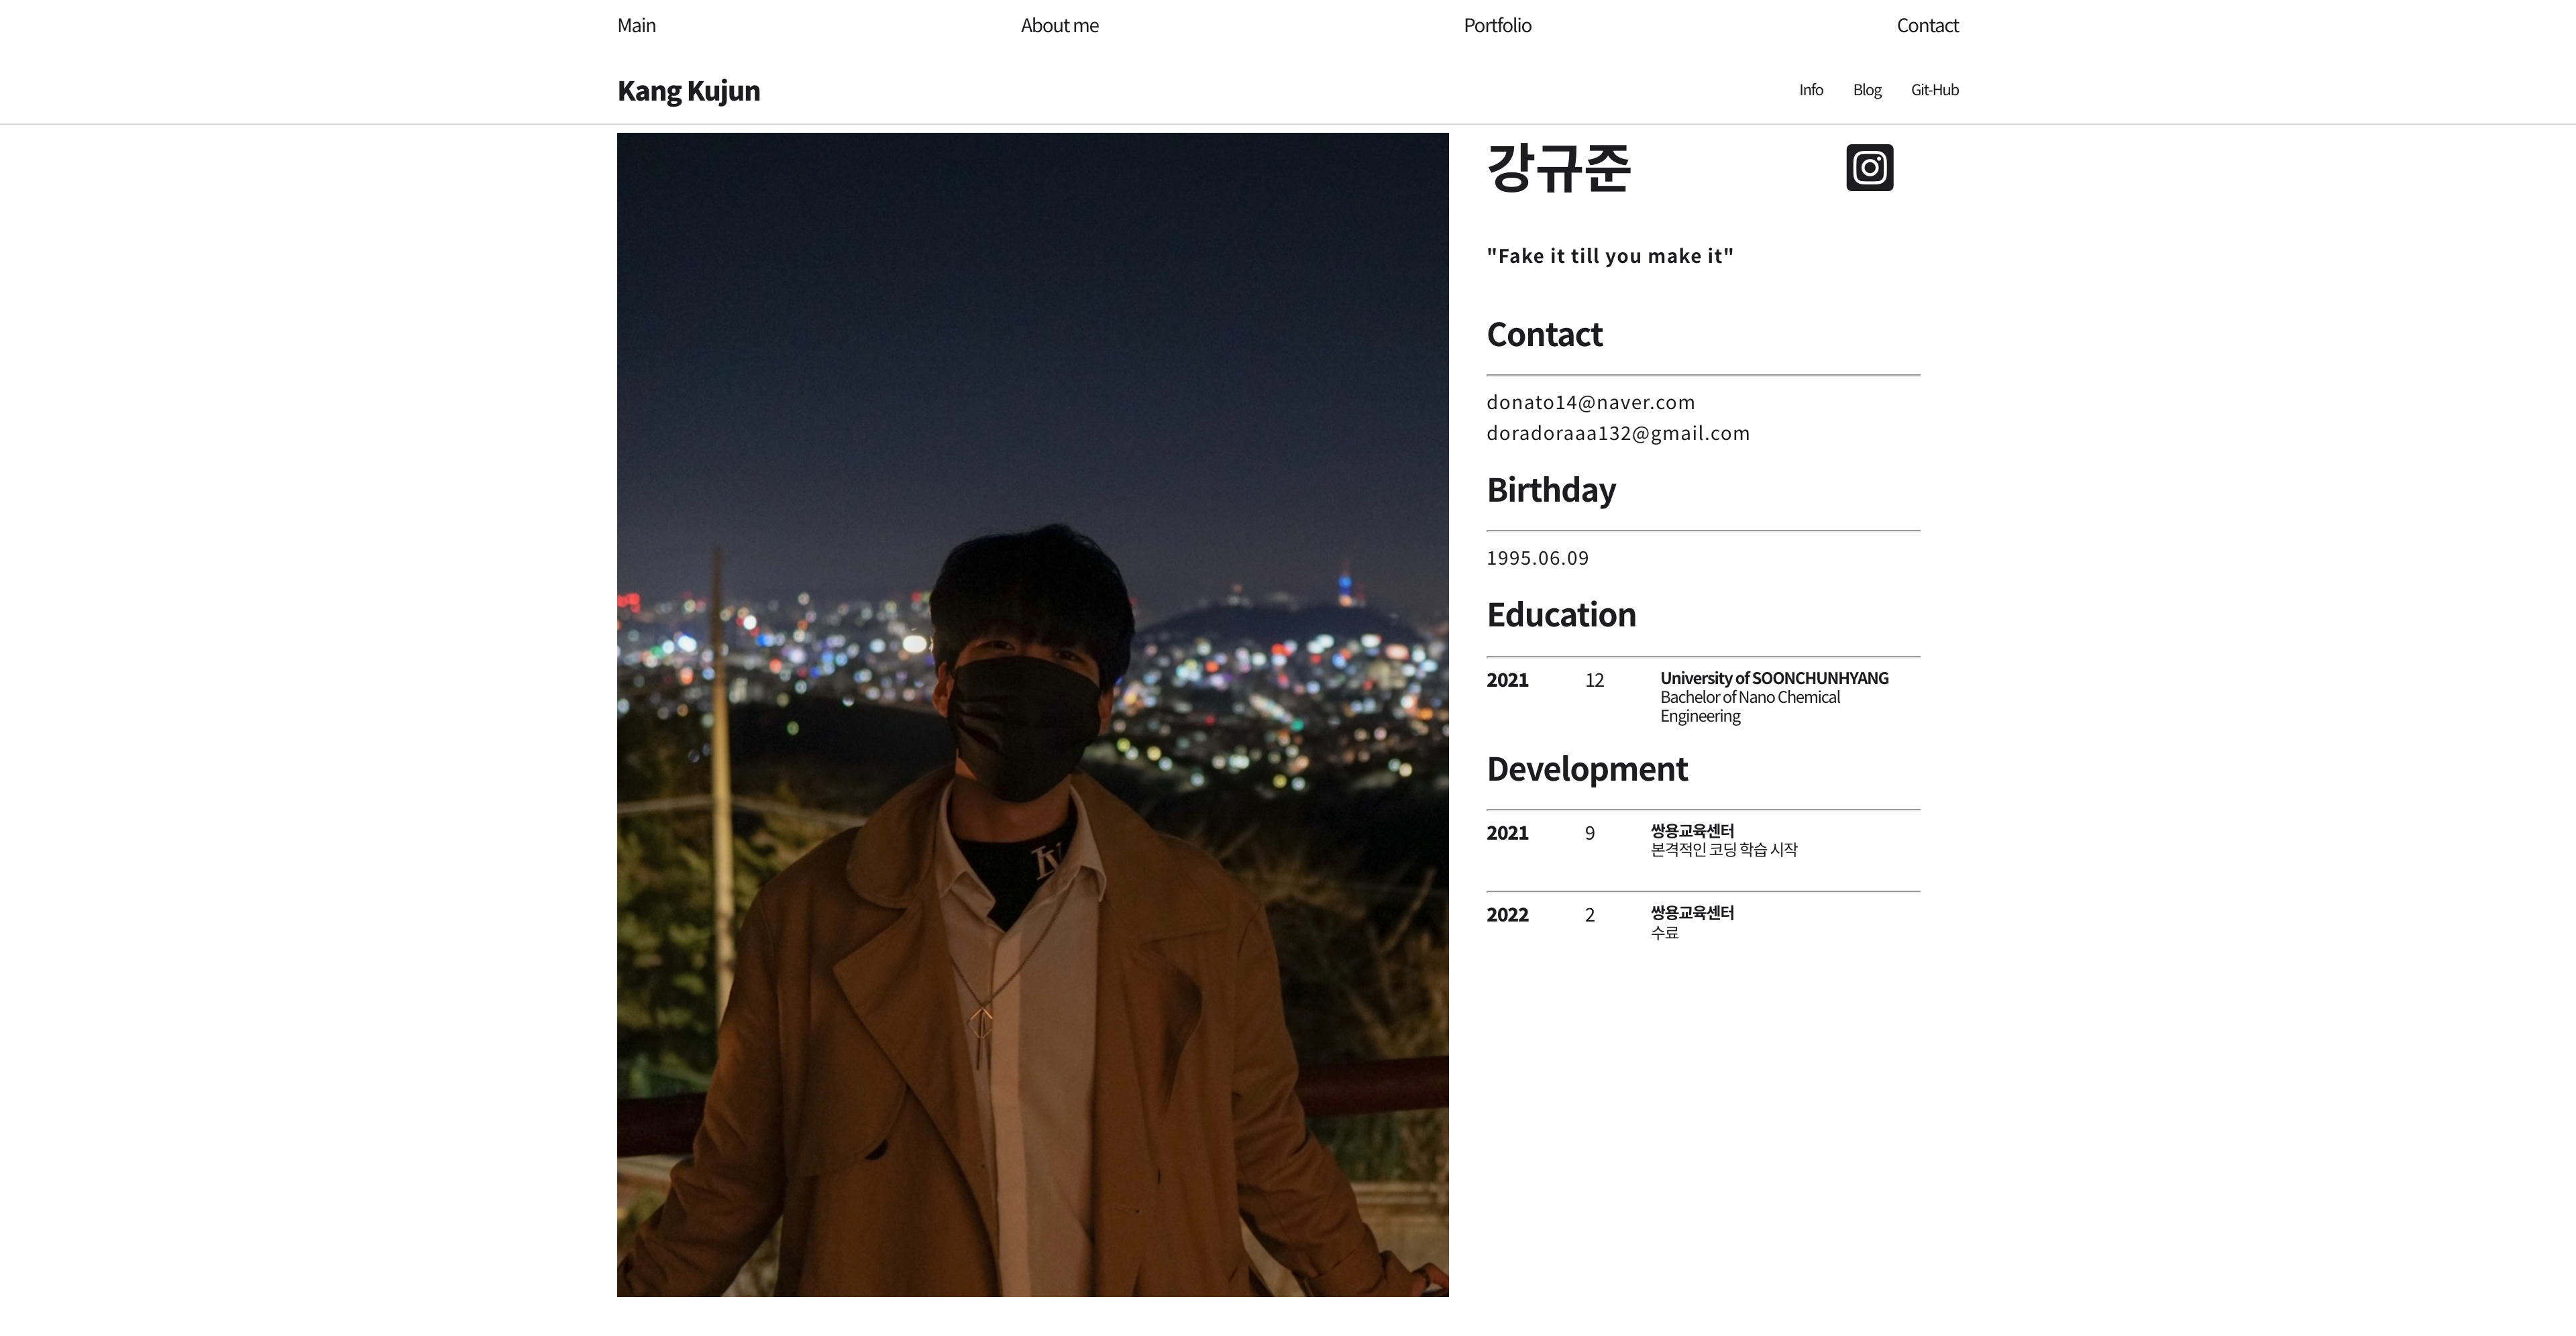 Main
About me
Portfolio
Contact
Kang Kujun
Info
Blog
Git-Hub
강규준
"Fake it till you make it"
Contact
donato14@naver.com
doradoraaa132@gmail.com
Birthday
1995.06.09
Education
2021 12 University of SOONCHUNHYANG
Bachelor of Nano Chemical
Engineering
Development
2021 9 쌍용교육센터
본격적인 코딩 학습 시작
2022 2 쌍용교육센터
수료